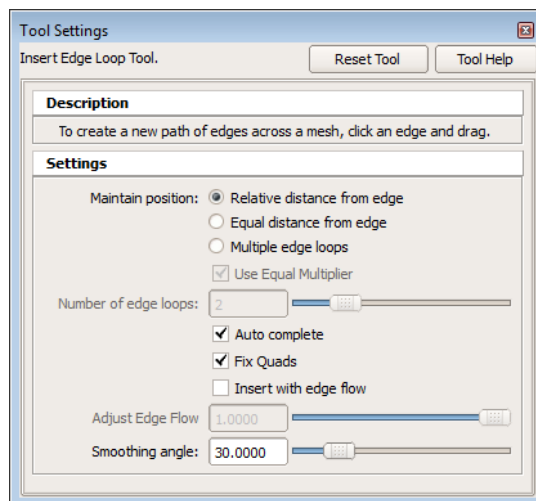 Tool Settings
Insert Edge Loop Tool.
Reset Tool
Tool Help
Description
To create a new path of edges across a mesh, click an edge and drag.
Settings
Maintain position: Relative distance from edge
Equal distance from edge
Multiple edge loops
Use Equal Multiplier
Number of edge loops: 2
Auto complete
Fix Quads
Insert with edge flow
Adjust Edge Flow 1.0000
Smoothing angle: 30.0000